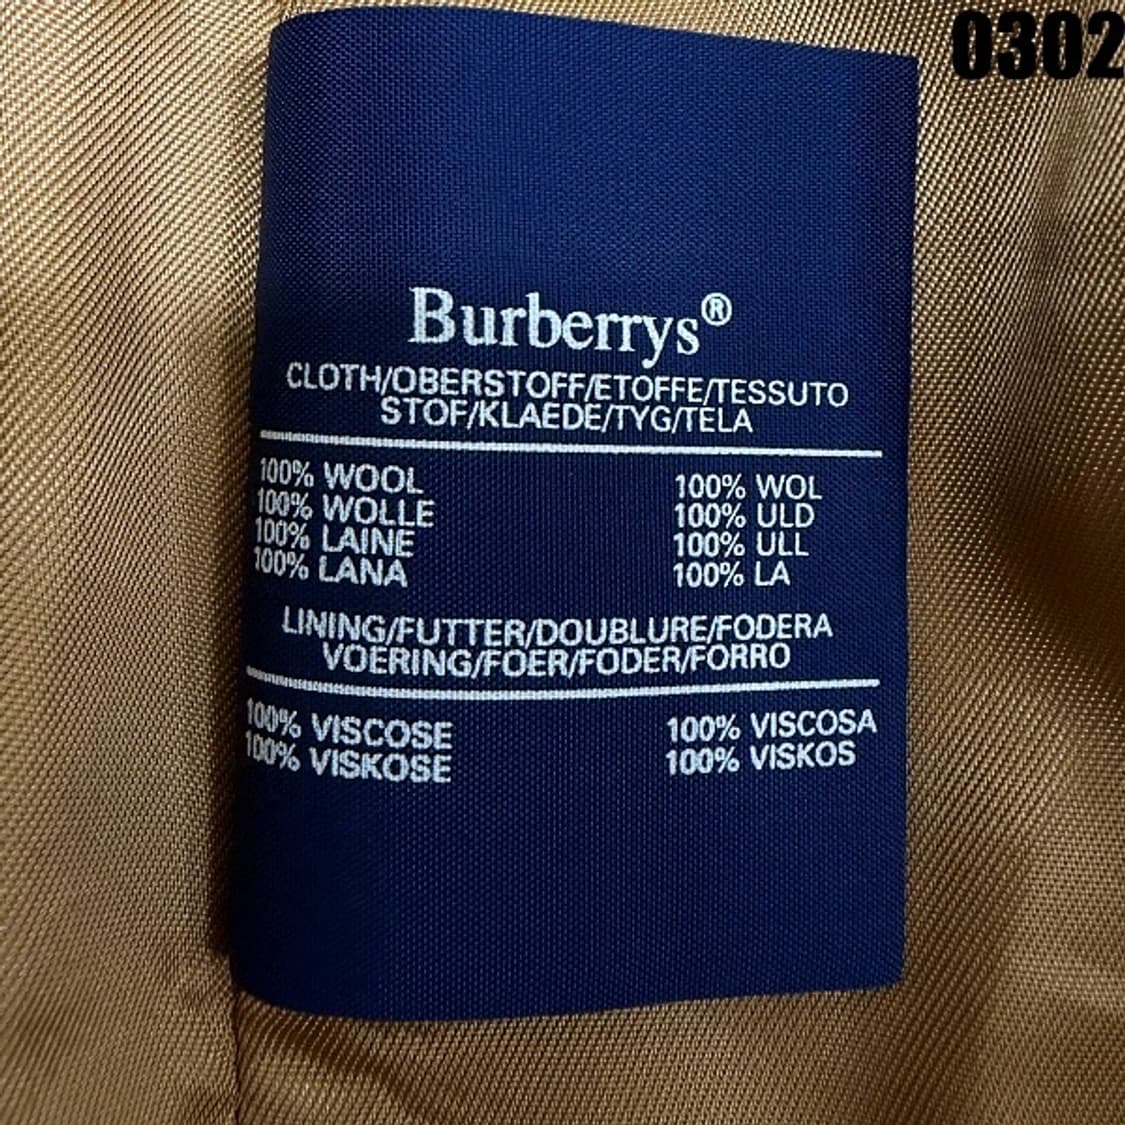 0302
Burberrys®
CLOTH/OBERSTOFF/ETOFFE/TESSUTO
STOF/KLAEDE/TYG/TELA
100% WOOL
100% WOLLE
100% LAINE
100% LANA
100% WOL
100% ULD
100% ULL
100% LA
LINING/FUTTER/DOUBLURE/FODERA
VOERING/FOER/FODER/FORRO
100% VISCOSE
100% VISKOSE
100% VISCOSA
100% VISKOS